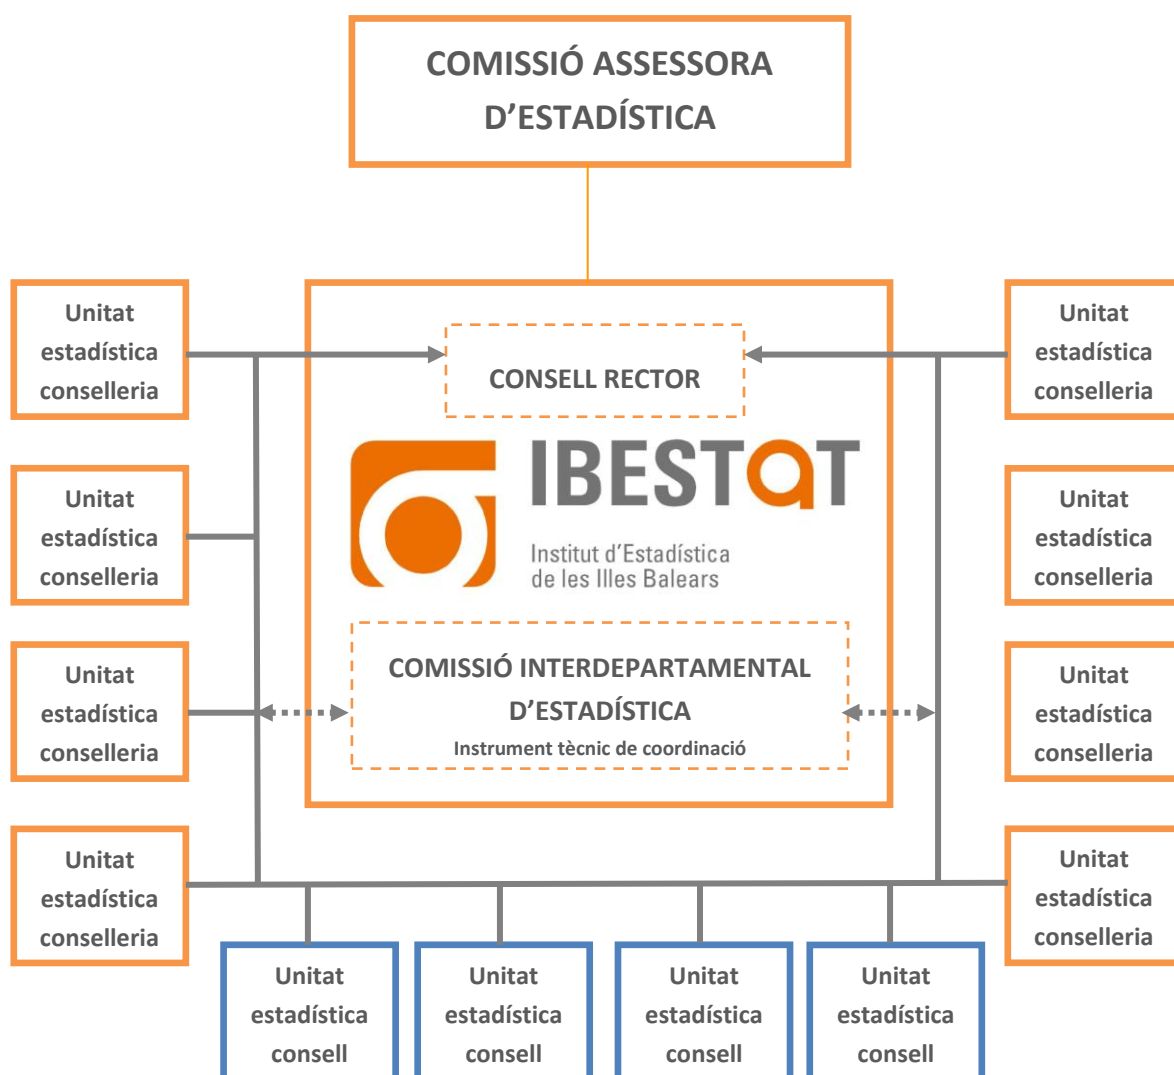 COMISSIÓ ASSESSORA
D’ESTADÍSTICA
Unitat
estadística
conselleria
Unitat
estadística
conselleria
CONSELL RECTOR
IBESTAT
Institut d'Estadística
de les Illes Balears
Unitat
estadística
conselleria
Unitat
estadística
conselleria
COMISSIÓ INTERDEPARTAMENTAL
D’ESTADÍSTICA
Instrument tècnic de coordinació
Unitat
estadística
conselleria
Unitat
estadística
conselleria
Unitat
estadística
conselleria
Unitat
estadística
conselleria
Unitat
estadística
consell
Unitat
estadística
consell
Unitat
estadística
consell
Unitat
estadística
consell